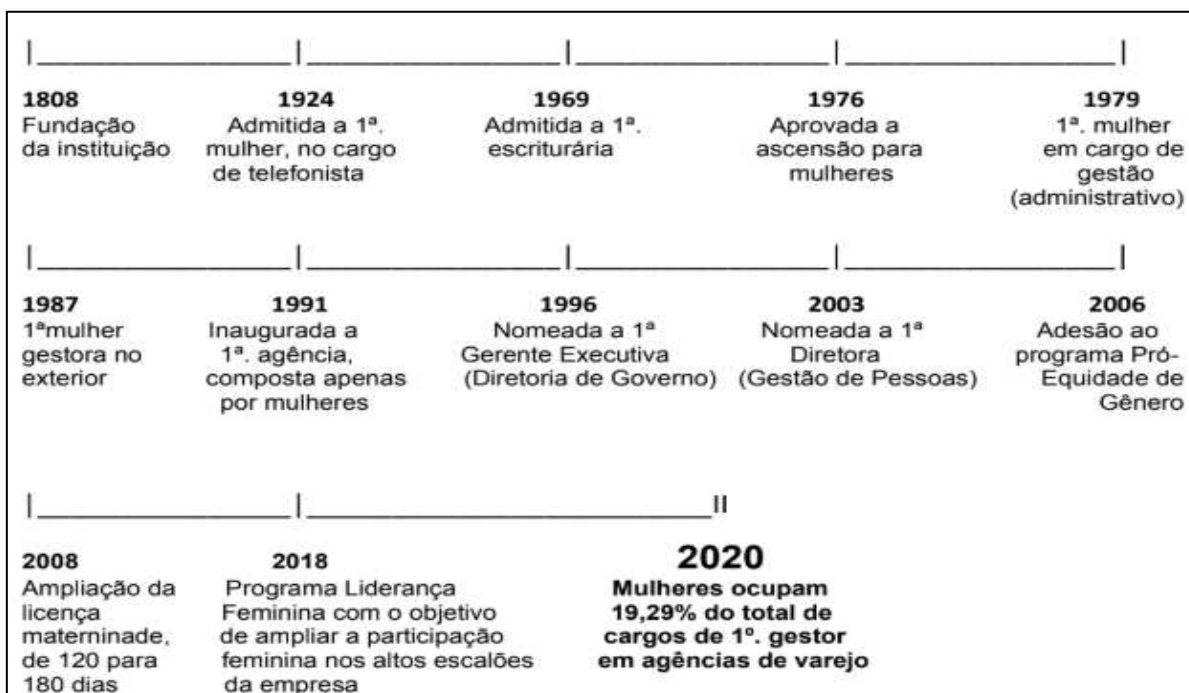 1808 1924 1969 1976 1979
Fundação Admitida a 1ª. Admitida a 1ª. Aprovada a 1ª. mulher
da instituição mulher, no cargo escriturária ascensão para em cargo de
de telefonista mulheres gestão
(administrativo)
1987 1991 1996 2003 2006
1ªmulher Inaugurada a Nomeada a 1ª Nomeada a 1ª Adesão ao
gestora no 1ª. agência, Gerente Executiva Diretora programa Pró-
exterior composta apenas (Diretoria de Governo) (Gestão de Pessoas) Equidade de
por mulheres Gênero
2008 2018 2020
Ampliação da Programa Liderança Mulheres ocupam
licença Feminina com o objetivo 19,29% do total de
materninade, de ampliar a participação cargos de 1º. gestor
de 120 para feminina nos altos escalões em agências de varejo
180 dias da empresa